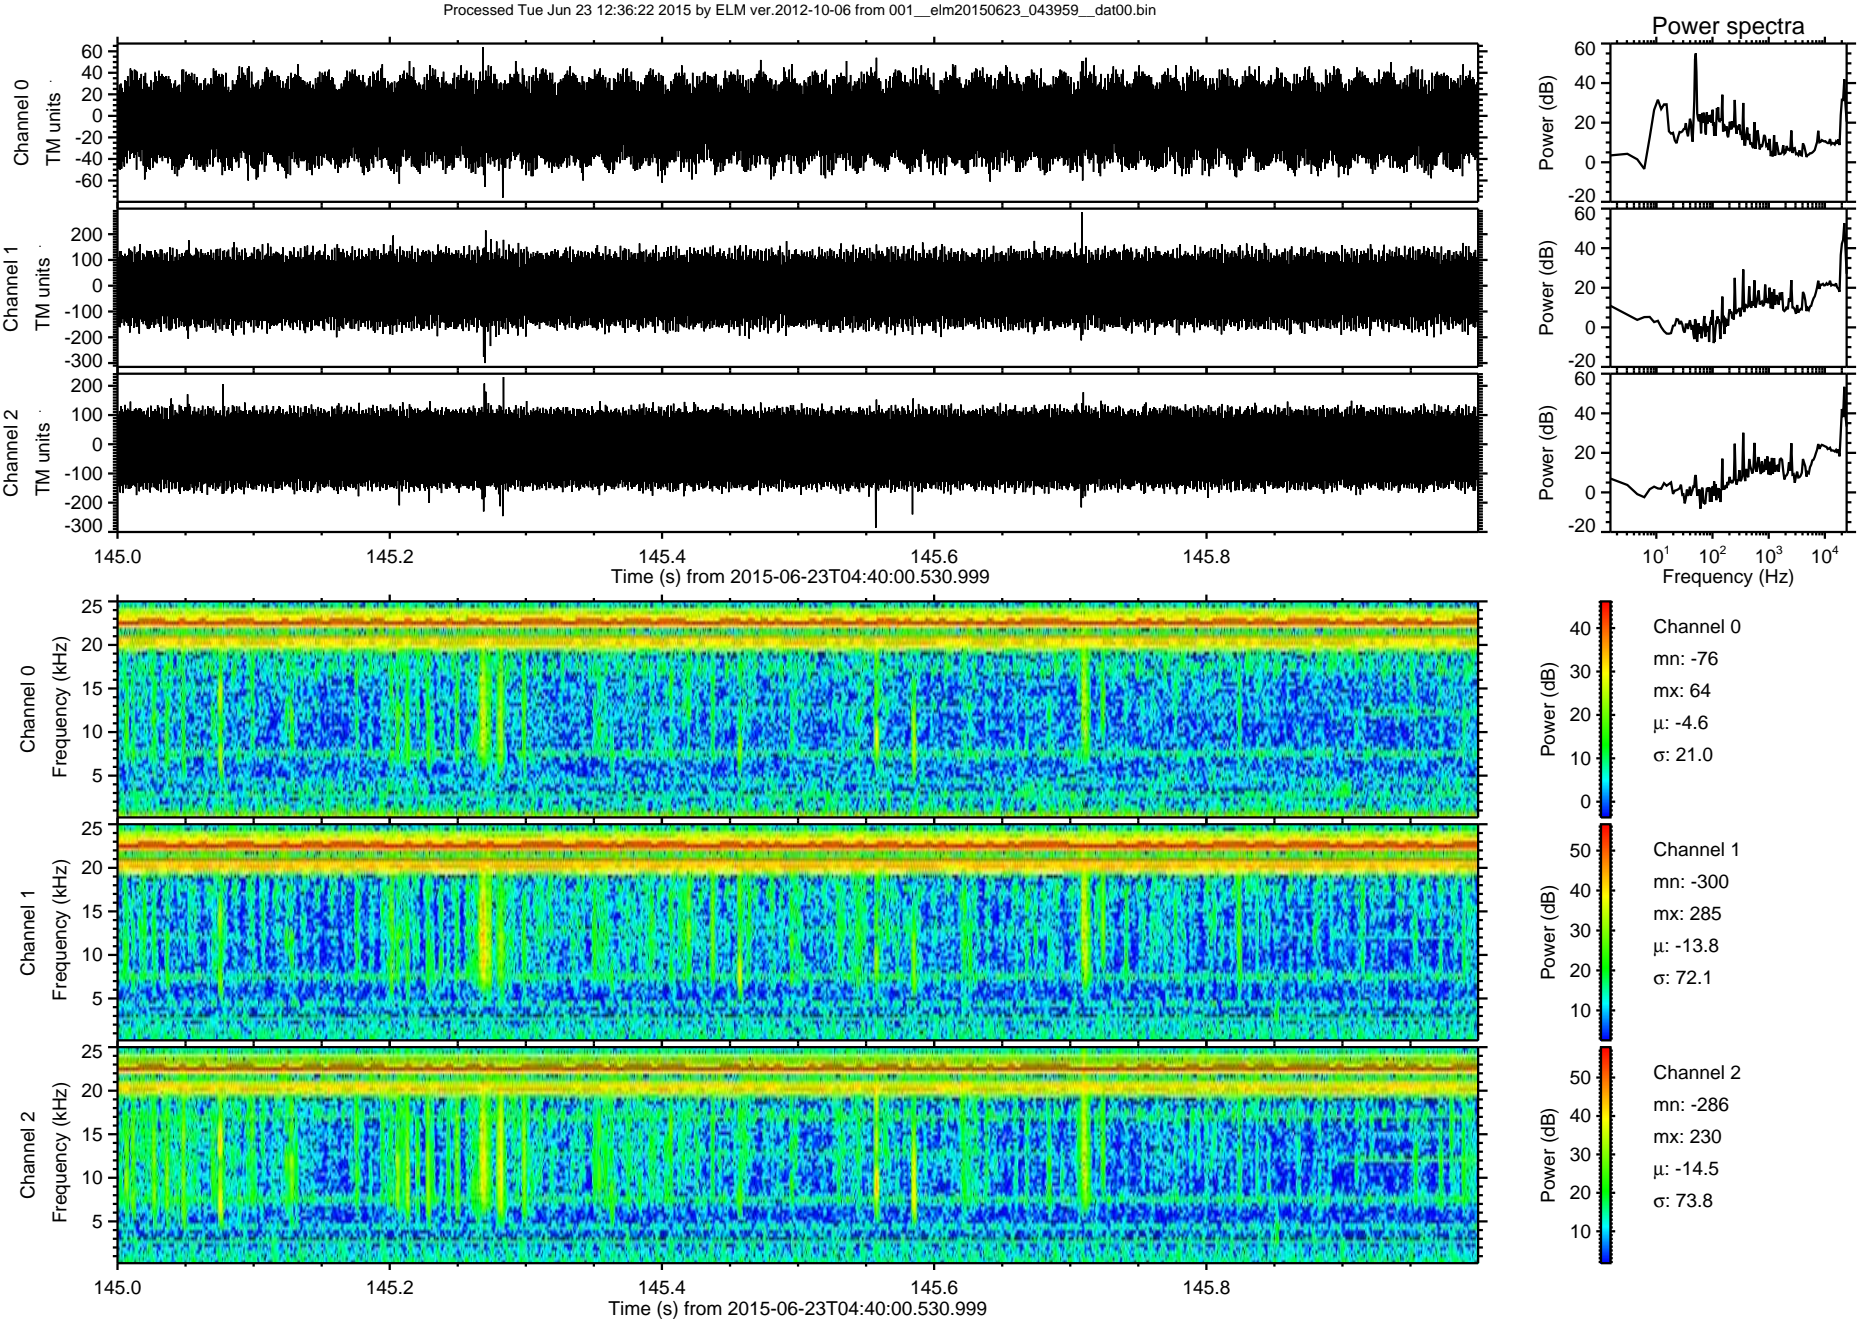 Processed Tue Jun 23 12:36:22 2015 by ELM ver.2012-10-06 from 001__elm20150623_043959__dat00.bin
Power spectra
Channel 0
TM units
60
40
20
0
-20
-40
-60
Power (dB)
60
40
20
0
-20
Channel 1
TM units
200
100
0
-100
-200
-300
Power (dB)
60
40
20
0
-20
Channel 2
TM units
200
100
0
-100
-200
-300
Power (dB)
60
40
20
0
-20
145.0 145.2 145.4 145.6 145.8
Time (s) from 2015-06-23T04:40:00.530.999
10¹ 10² 10³ 10⁴
Frequency (Hz)
Channel 0
Frequency (kHz)
25
20
15
10
5
Power (dB)
40
30
20
10
0
Channel 0
mn: -76
mx: 64
μ: -4.6
σ: 21.0
Channel 1
Frequency (kHz)
25
20
15
10
5
Power (dB)
50
40
30
20
10
Channel 1
mn: -300
mx: 285
μ: -13.8
σ: 72.1
Channel 2
Frequency (kHz)
25
20
15
10
5
Power (dB)
50
40
30
20
10
Channel 2
mn: -286
mx: 230
μ: -14.5
σ: 73.8
145.0 145.2 145.4 145.6 145.8
Time (s) from 2015-06-23T04:40:00.530.999